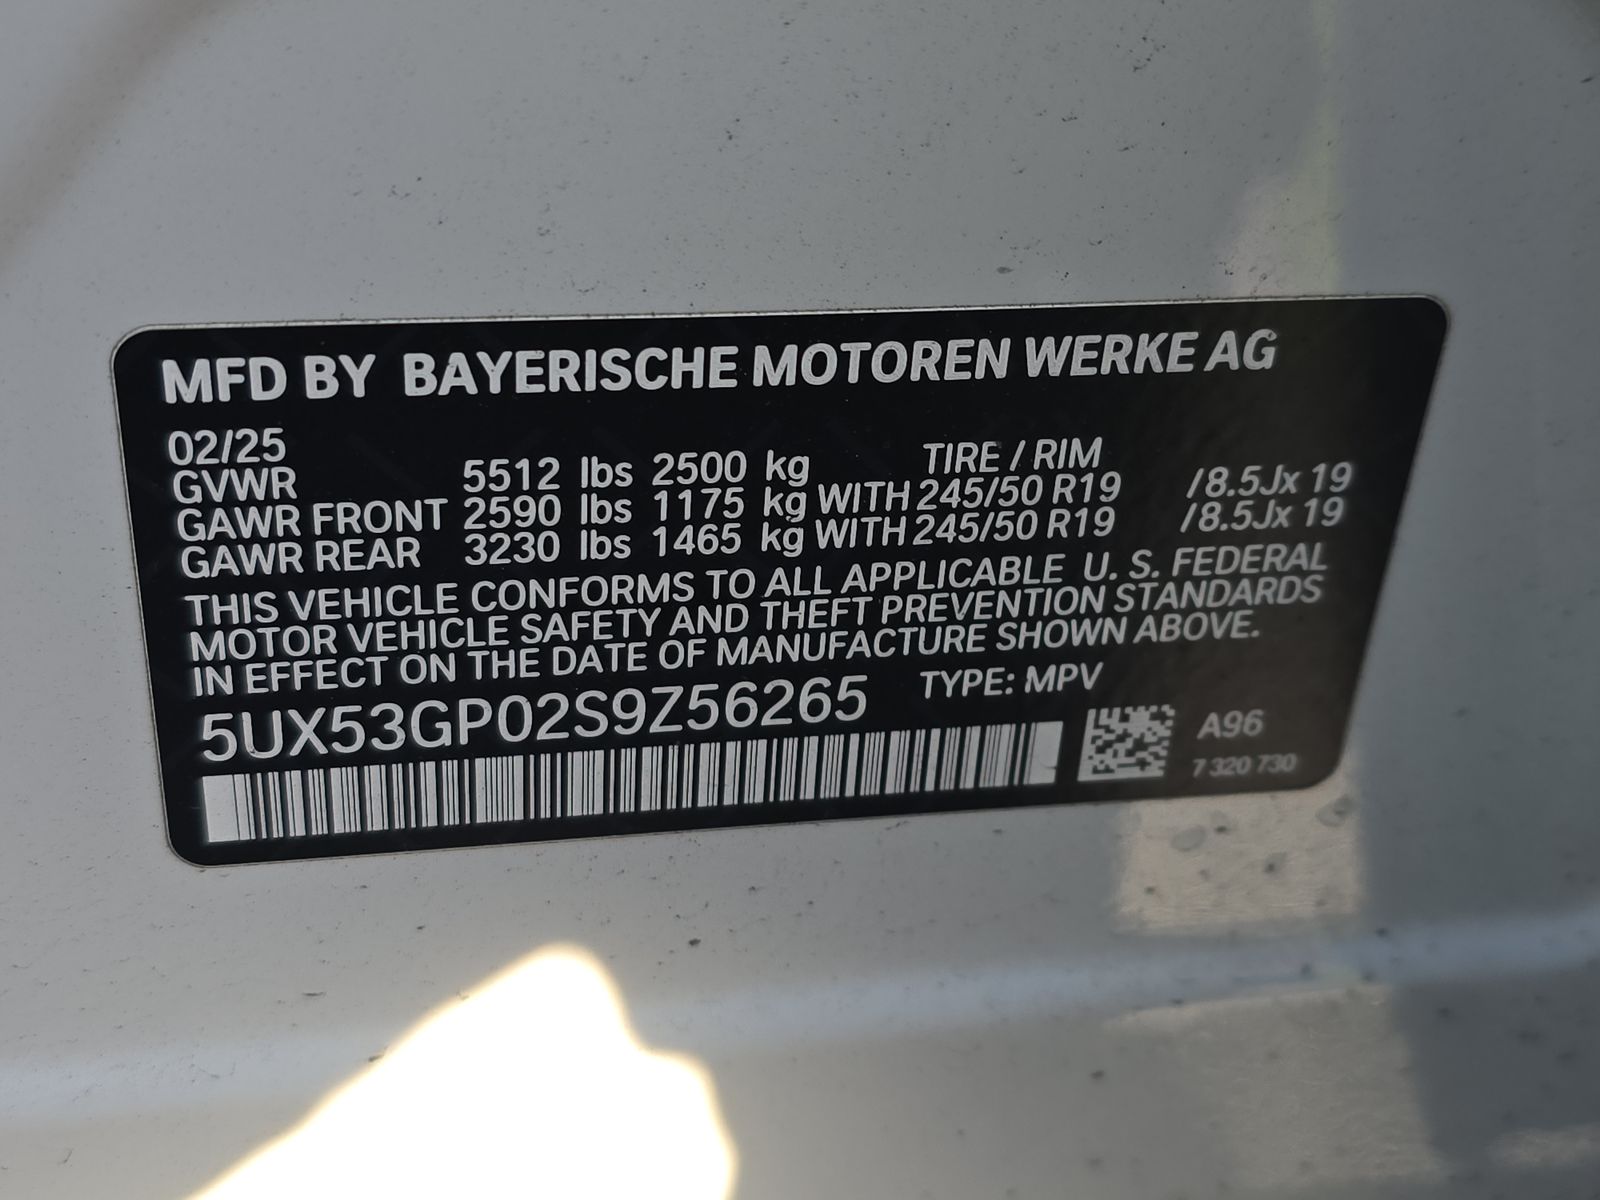 MFD BY BAYERISCHE MOTOREN WERKE AG
02/25 TIRE / RIM
GVWR 5512 lbs 2500 kg
GAWR FRONT 2590 lbs 1175 kg WITH 245/50 R19 /8.5Jx 19
GAWR REAR 3230 lbs 1465 kg WITH 245/50 R19 /8.5Jx 19
THIS VEHICLE CONFORMS TO ALL APPLICABLE U. S. FEDERAL
MOTOR VEHICLE SAFETY AND THEFT PREVENTION STANDARDS
IN EFFECT ON THE DATE OF MANUFACTURE SHOWN ABOVE.
5UX53GP02S9Z56265 TYPE: MPV
A96
7 320 730